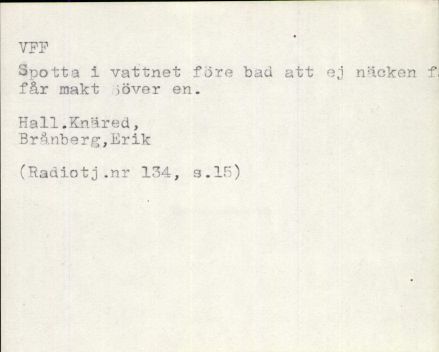 VFF
Spotta i vattnet före bad att ej näcken f
får makt över en.
Hall.Knäred,
Brånberg,Erik
(Radiotj.nr 134, s.15)